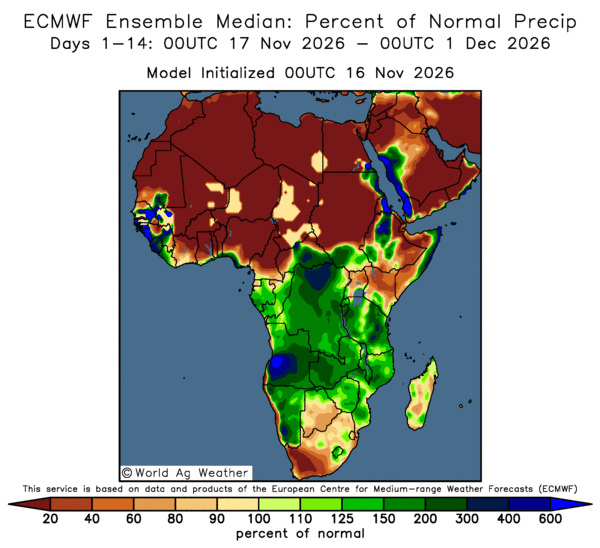 ECMWF Ensemble Median: Percent of Normal Precip
Days 1-14: 00UTC 17 Nov 2026 - 00UTC 1 Dec 2026
Model Initialized 00UTC 16 Nov 2026
© World Ag Weather
This service is based on data and products of the European Centre for Medium-range Weather Forecasts (ECMWF)
20 40 60 80 90 100 110 125 150 200 300 400 600
percent of normal